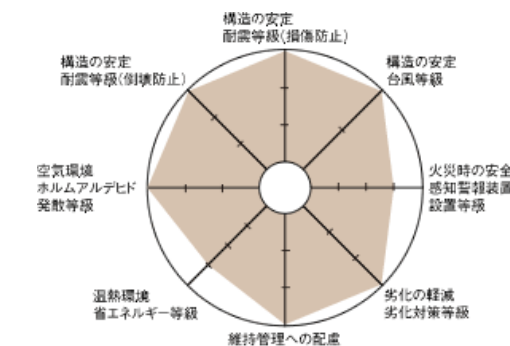 構造の安定
耐震等級(損傷防止)
構造の安定
耐震等級(倒壊防止)
構造の安定
台風等級
空気環境
ホルムアルデヒド
発散等級
火災時の安全
感知警報装置
設置等級
温熱環境
省エネルギー等級
劣化の軽減
劣化対策等級
維持管理への配慮